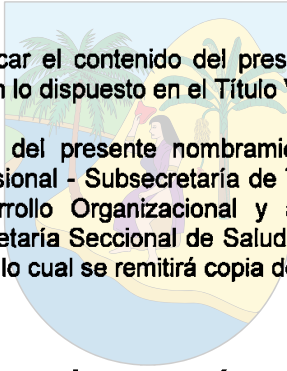 car el contenido del pres
n lo dispuesto en el Título
del presente nombrami
sional - Subsecretaría de
rrollo Organizacional y
etaría Seccional de Salud
lo cual se remitirá copia d